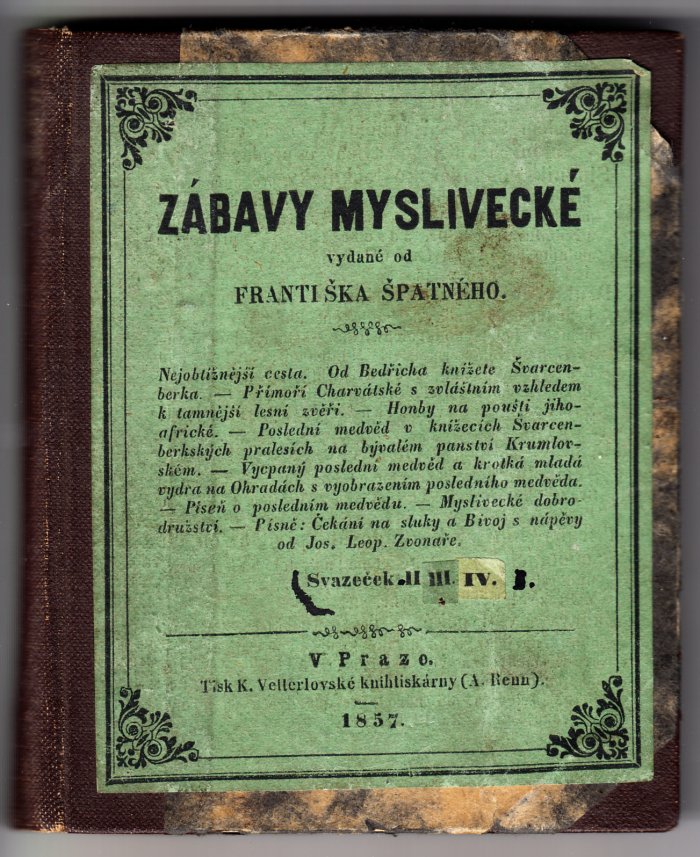 ZÁBAVY MYSLIVECKÉ
vydané od
FRANTIŠKA ŠPATNÉHO.
Nejobtížnější cesta. Od Bedřicha knížete Švarcen-
berka. — Přímoří Charvátské s zvláštním vzhledem
k tamnější lesní zvěři. — Honby na poušti jiho-
africké. — Poslední medvěd v knížecích Švarcen-
berkských pralesích na bývalém panství Krumlov-
ském. — Vycpaný poslední medvěd a krotká mladá
vydra na Ohradách s vyobrazením posledního medvěda.
— Píseň o posledním medvědu. — Myslivecké dobro-
družství. — Písně: Čekání na sluky a Bivoj s nápěvy
od Jos. Leop. Zvonaře.
Svazeček II III. IV.
V Praze.
Tisk K. Vetterlovské knihtiskárny (A. Renn).
1857.